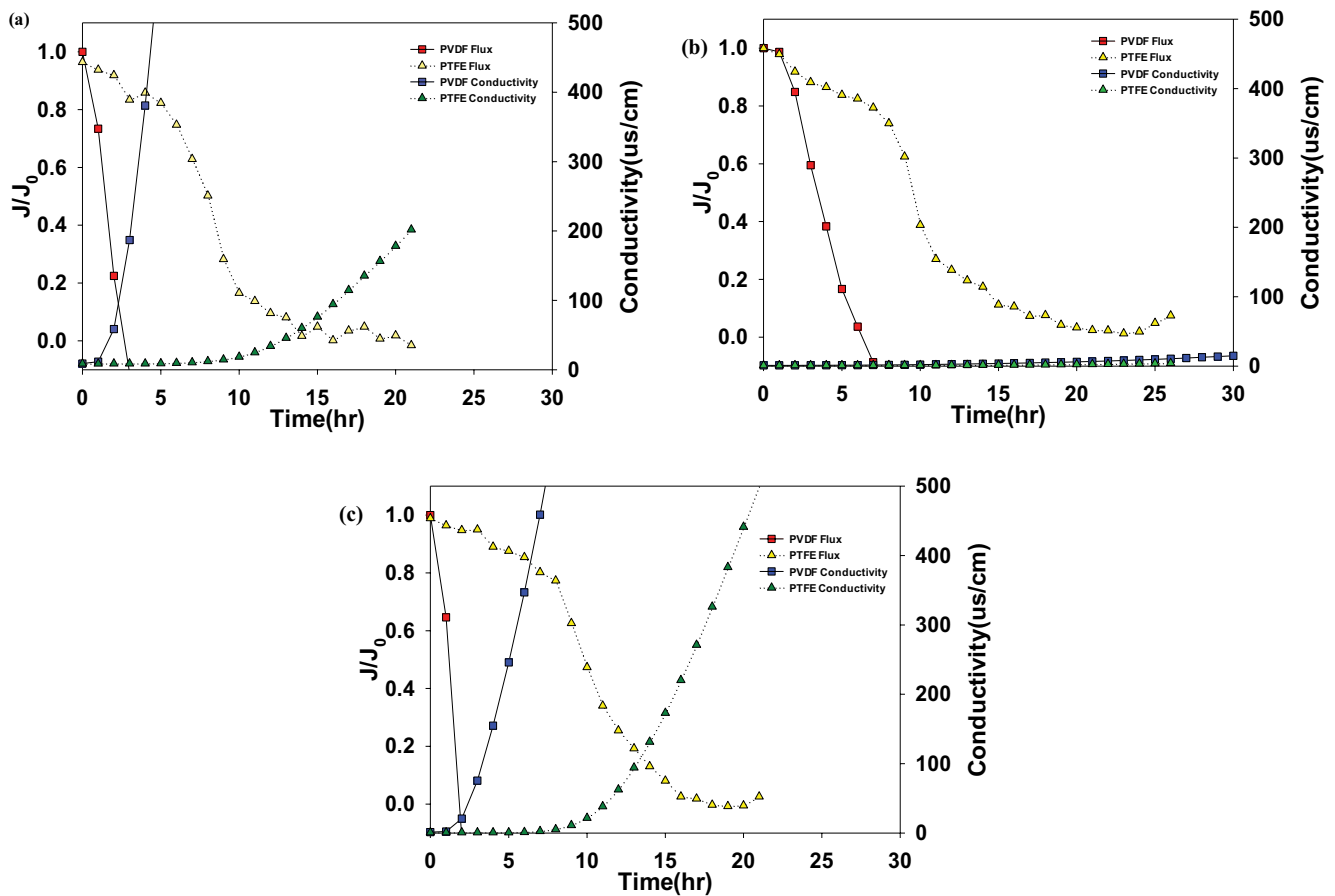 (a)
J/J0
1.0
0.8
0.6
0.4
0.2
0.0
PVDF Flux
PTFE Flux
PVDF Conductivity
PTFE Conductivity
500
400
300
200
100
0
Conductivity(us/cm)
0 5 10 15 20 25 30
Time(hr)
(b)
J/J0
1.0
0.8
0.6
0.4
0.2
0.0
PVDF Flux
PTFE Flux
PVDF Conductivity
PTFE Conductivity
500
400
300
200
100
0
Conductivity(us/cm)
0 5 10 15 20 25 30
Time(hr)
(c)
J/J0
1.0
0.8
0.6
0.4
0.2
0.0
PVDF Flux
PTFE Flux
PVDF Conductivity
PTFE Conductivity
500
400
300
200
100
0
Conductivity(us/cm)
0 5 10 15 20 25 30
Time(hr)